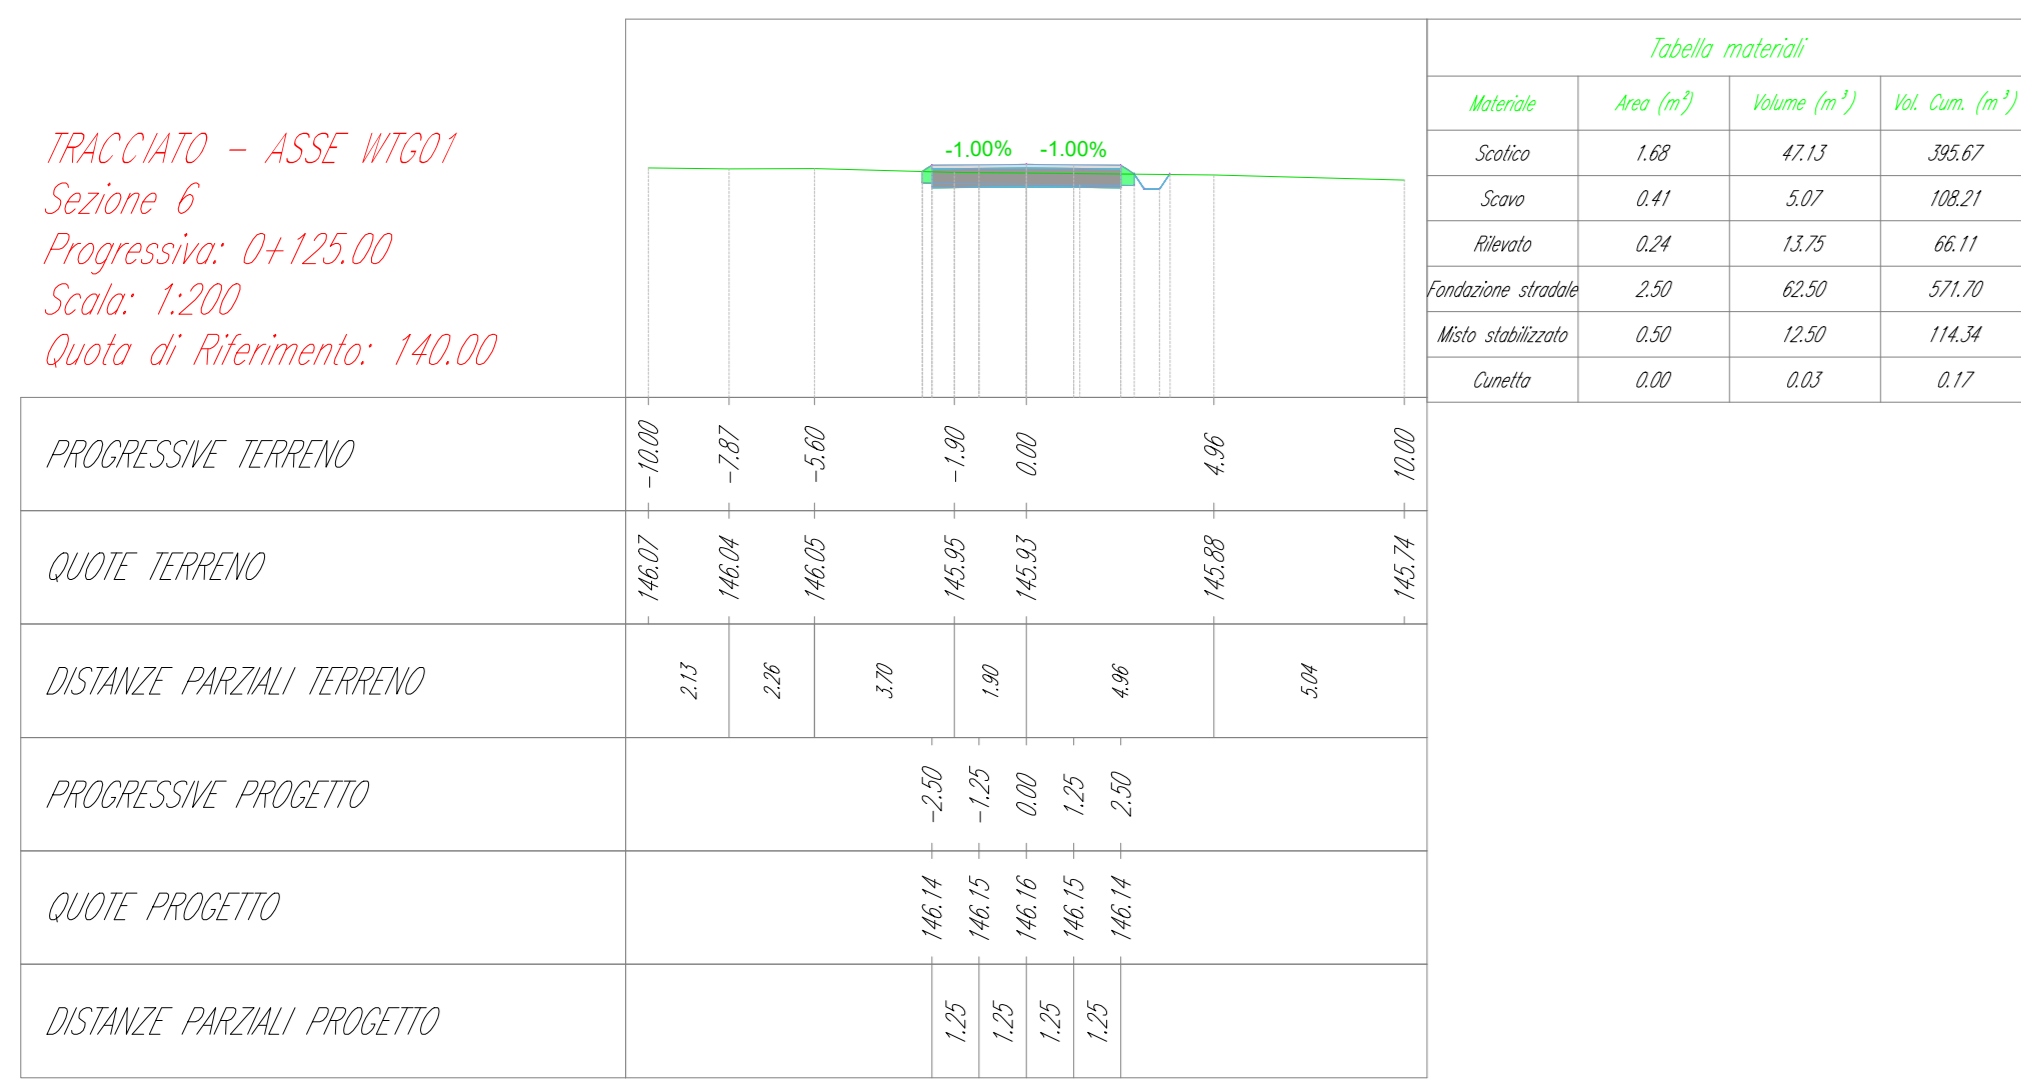 TRACCIATO - ASSE WTG01
Sezione 6
Progressiva: 0+125.00
Scala: 1:200
Quota di Riferimento: 140.00
-1.00% -1.00%
Tabella materiali
Materiale Area (m²) Volume (m³) Vol. Cum. (m³)
Scotico 1.68 47.13 395.67
Scavo 0.41 5.07 108.21
Rilevato 0.24 13.75 66.11
Fondazione stradale 2.50 62.50 571.70
Misto stabilizzato 0.50 12.50 114.34
Cunetta 0.00 0.03 0.17
PROGRESSIVE TERRENO -10.00 -7.87 -5.60 -1.90 0.00 4.96 10.00
QUOTE TERRENO 146.07 146.04 146.05 145.95 145.93 145.88 145.74
DISTANZE PARZIALI TERRENO 2.13 2.26 3.70 1.90 4.96 5.04
PROGRESSIVE PROGETTO -2.50 -1.25 0.00 1.25 2.50
QUOTE PROGETTO 146.14 146.15 146.16 146.15 146.14
DISTANZE PARZIALI PROGETTO 1.25 1.25 1.25 1.25